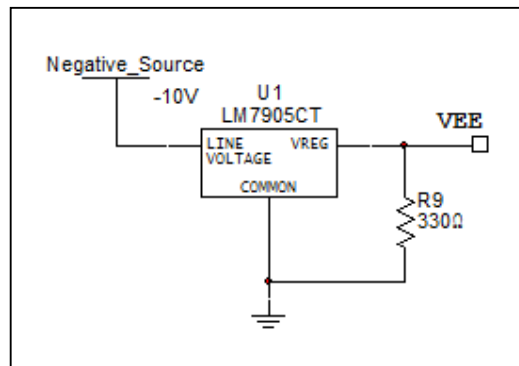 Negative_Source
-10V
U1
LM7905CT
LINE VREG
VOLTAGE
COMMON
VEE
R9
330Ω